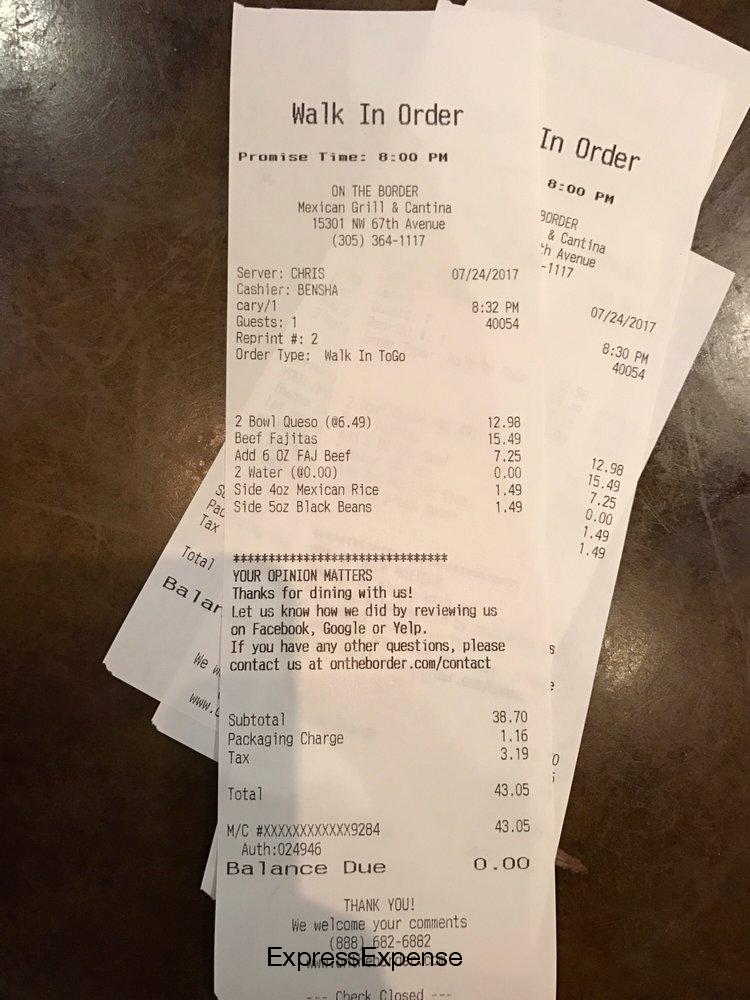 Walk In Order
Promise Time: 8:00 PM
ON THE BORDER
Mexican Grill & Cantina
15301 NW 67th Avenue
(305) 364-1117
Server: CHRIS 07/24/2017
Cashier: BENSHA
cary/1 8:32 PM
Guests: 1 40054
Reprint #: 2
Order Type: Walk In ToGo
2 Bowl Queso (@6.49) 12.98
Beef Fajitas 15.49
Add 6 OZ FAJ Beef 7.25
2 Water (@0.00) 0.00
Side 4oz Mexican Rice 1.49
Side 5oz Black Beans 1.49
******************************
YOUR OPINION MATTERS
Thanks for dining with us!
Let us know how we did by reviewing us
on Facebook, Google or Yelp.
If you have any other questions, please
contact us at ontheborder.com/contact
Subtotal 38.70
Packaging Charge 1.16
Tax 3.19
Total 43.05
M/C #XXXXXXXXXXXX9284 43.05
Auth:024946
Balance Due 0.00
THANK YOU!
We welcome your comments
(888) 682-6882
ExpressExpense
--- Check Closed ---
In Order
8:00 PM
BORDER
& Cantina
th Avenue
-1117
07/24/2017
8:30 PM
40054
12.98
15.49
7.25
0.00
1.49
1.49
Tax
Total
Balan
We w
www.